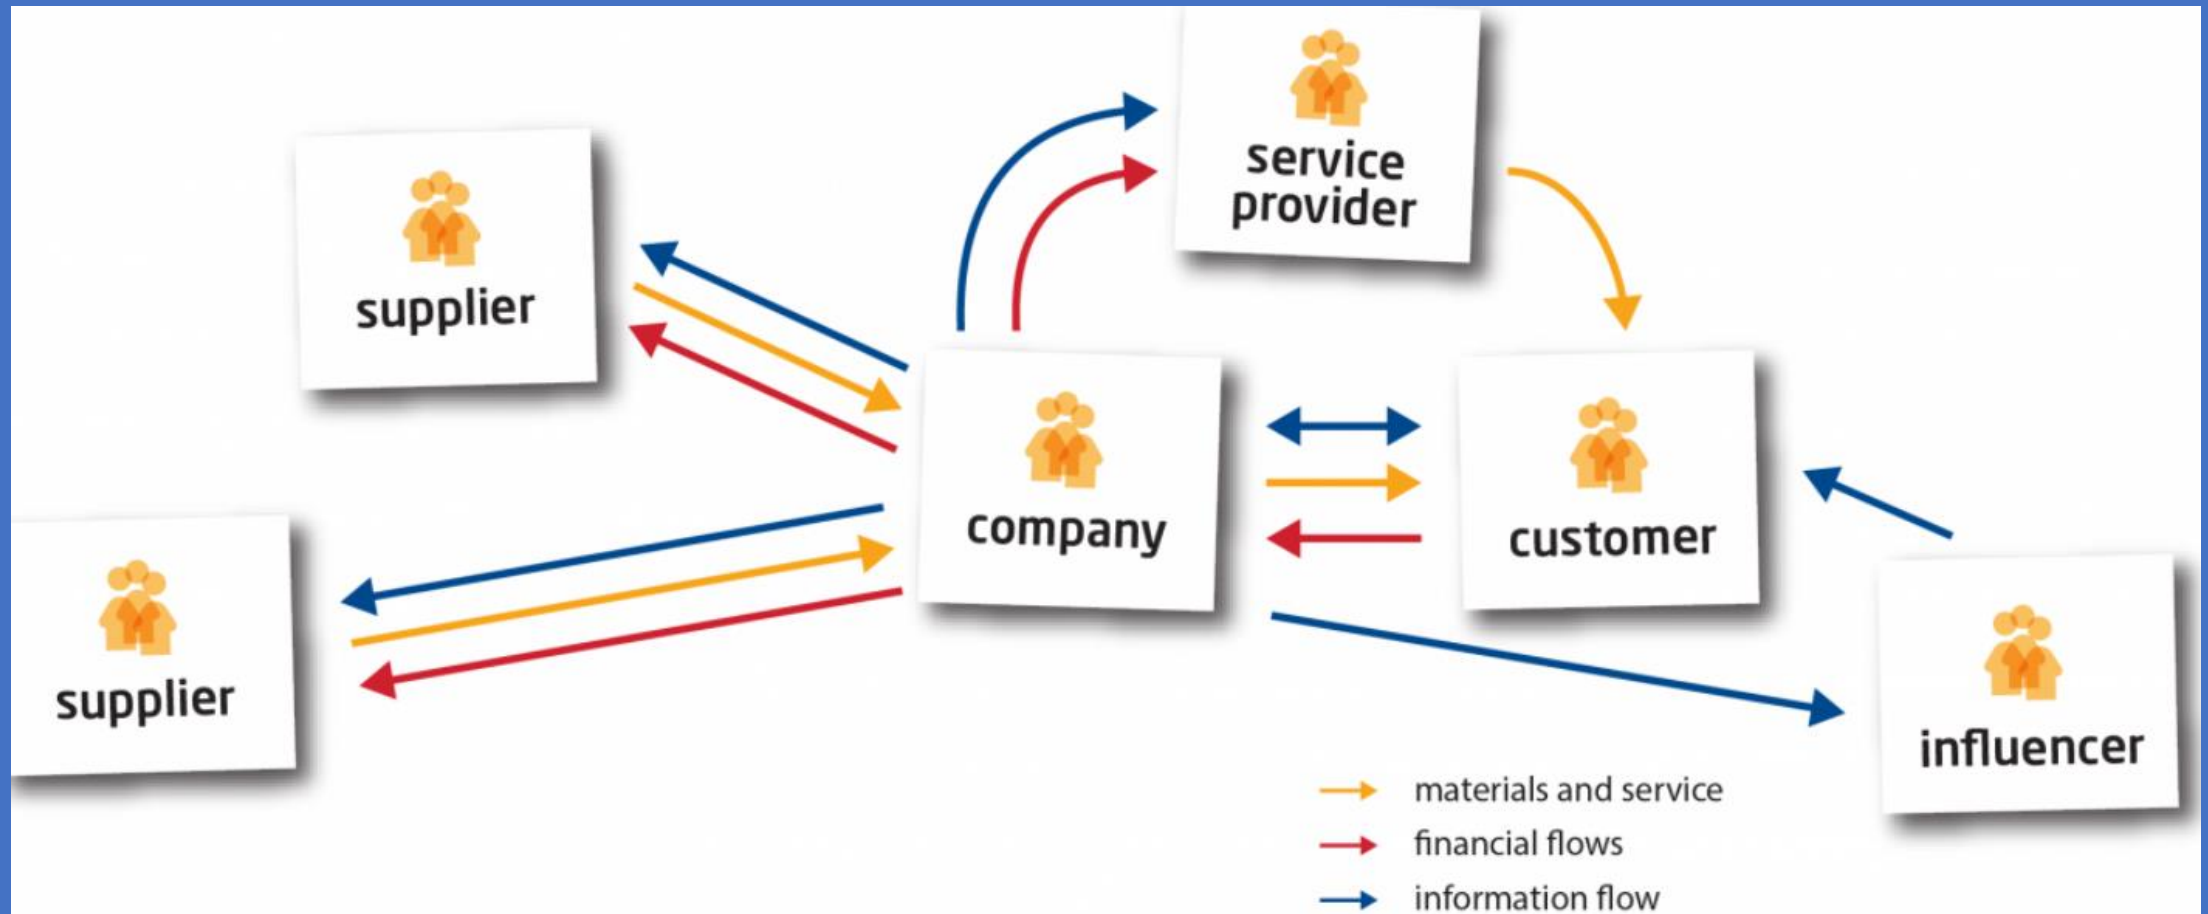 service
provider
supplier
company
customer
supplier
influencer
materials and service
financial flows
information flow